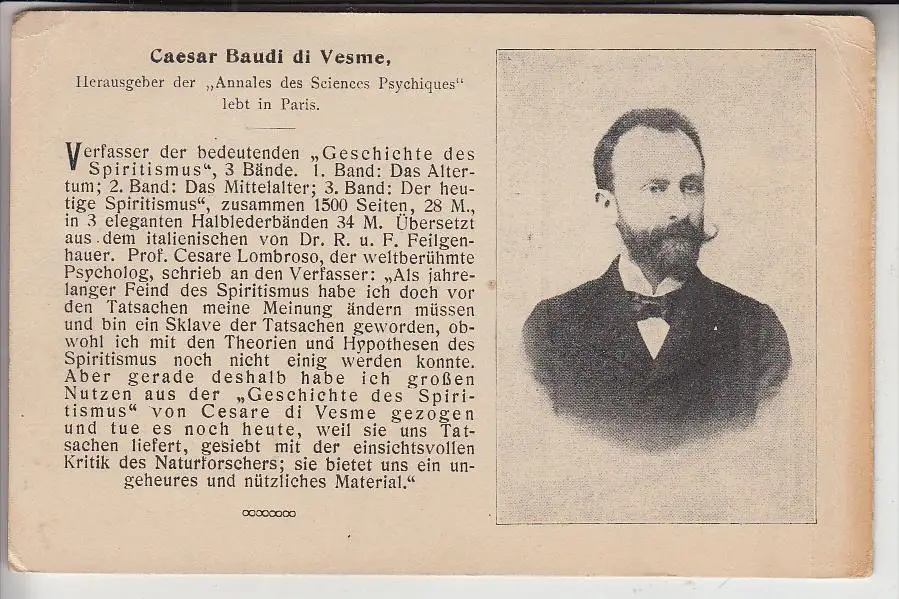 Caesar Baudi di Vesme,
Herausgeber der „Annales des Sciences Psychiques“
lebt in Paris.
Verfasser der bedeutenden „Geschichte des
Spiritismus“, 3 Bände. 1. Band: Das Alter-
tum; 2. Band: Das Mittelalter; 3. Band: Der heu-
tige Spiritismus“, zusammen 1500 Seiten, 28 M.,
in 3 eleganten Halblederbänden 34 M. Übersetzt
aus dem italienischen von Dr. R. u. F. Feilgen-
hauer. Prof. Cesare Lombroso, der weltberühmte
Psycholog, schrieb an den Verfasser: „Als jahre-
langer Feind des Spiritismus habe ich doch vor
den Tatsachen meine Meinung ändern müssen
und bin ein Sklave der Tatsachen geworden, ob-
wohl ich mit den Theorien und Hypothesen des
Spiritismus noch nicht einig werden konnte.
Aber gerade deshalb habe ich großen
Nutzen aus der „Geschichte des Spiri-
tismus“ von Cesare di Vesme gezogen
und tue es noch heute, weil sie uns Tat-
sachen liefert, gesiebt mit der einsichtsvollen
Kritik des Naturforschers; sie bietet uns ein un-
geheures und nützliches Material.“